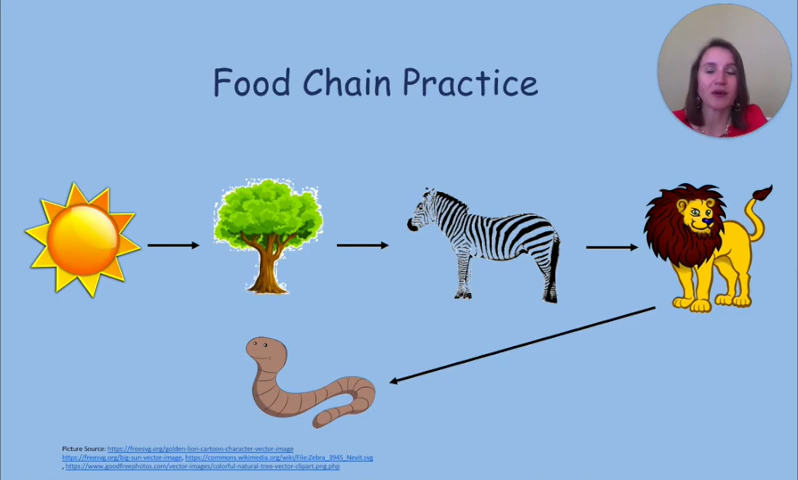 Food Chain Practice
Picture Source: https://freesvg.org/golden-lion-cartoon-character-vector-image
https://freesvg.org/big-sun-vector-image, https://commons.wikimedia.org/wiki/File:Zebra_3945_Nevit.svg
, https://www.goodfreephotos.com/vector-images/colorful-natural-tree-vector-clipart.png.php